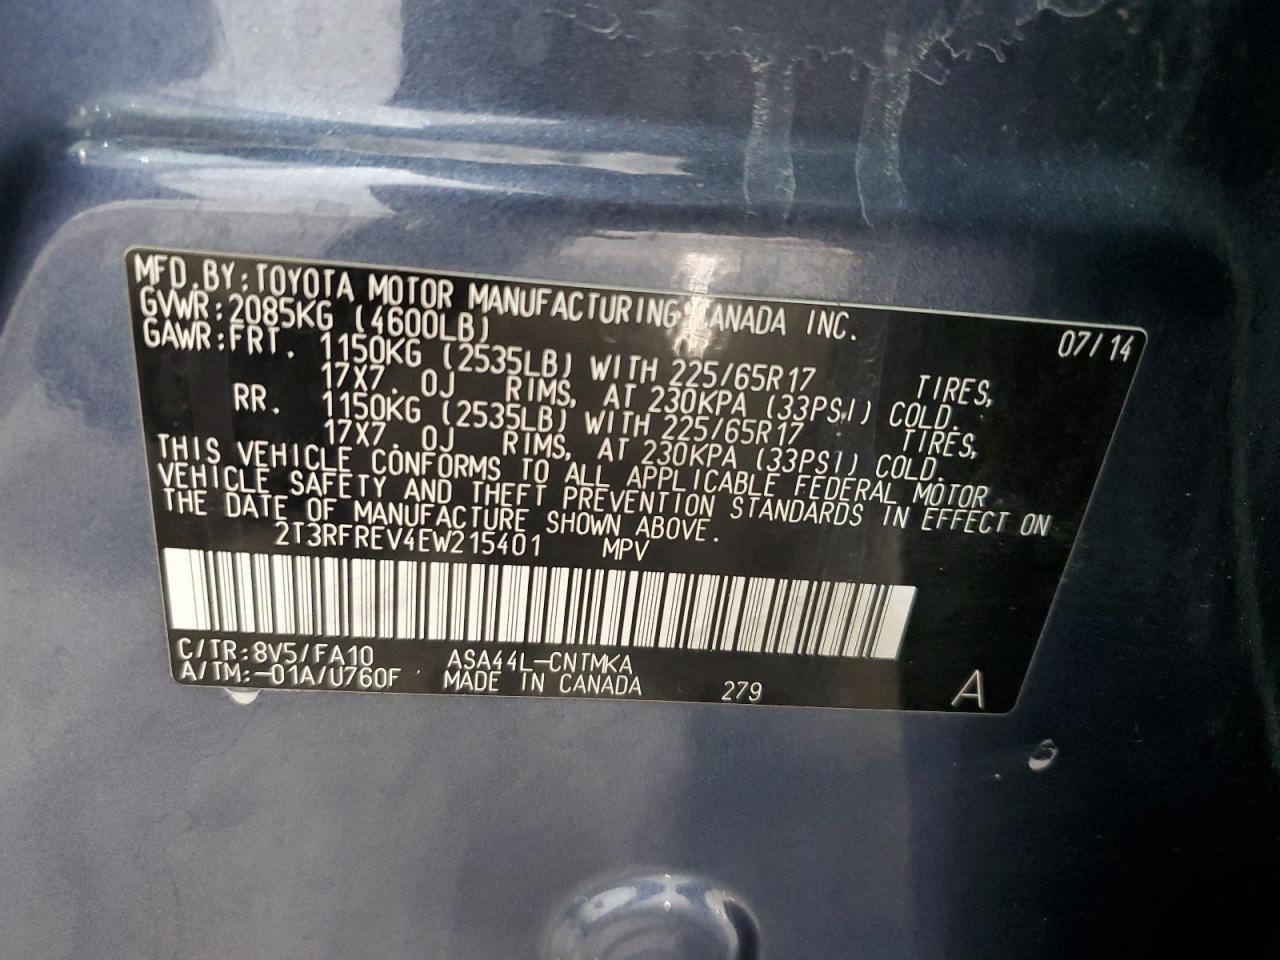 MFD. BY: TOYOTA MOTOR MANUFACTURING CANADA INC.
GVWR: 2085KG (4600LB) 07/14
GAWR: FRT. 1150KG (2535LB) WITH 225/65R17 TIRES,
17X7.0J RIMS, AT 230KPA (33PSI) COLD.
RR. 1150KG (2535LB) WITH 225/65R17 TIRES,
17X7.0J RIMS, AT 230KPA (33PSI) COLD.
THIS VEHICLE CONFORMS TO ALL APPLICABLE FEDERAL MOTOR
VEHICLE SAFETY AND THEFT PREVENTION STANDARDS IN EFFECT ON
THE DATE OF MANUFACTURE SHOWN ABOVE.
2T3RFREV4EW215401 MPV
C/TR: 8V5/FA10 ASA44L-CNTMKA
A/TM: -01A/U760F MADE IN CANADA 279 A